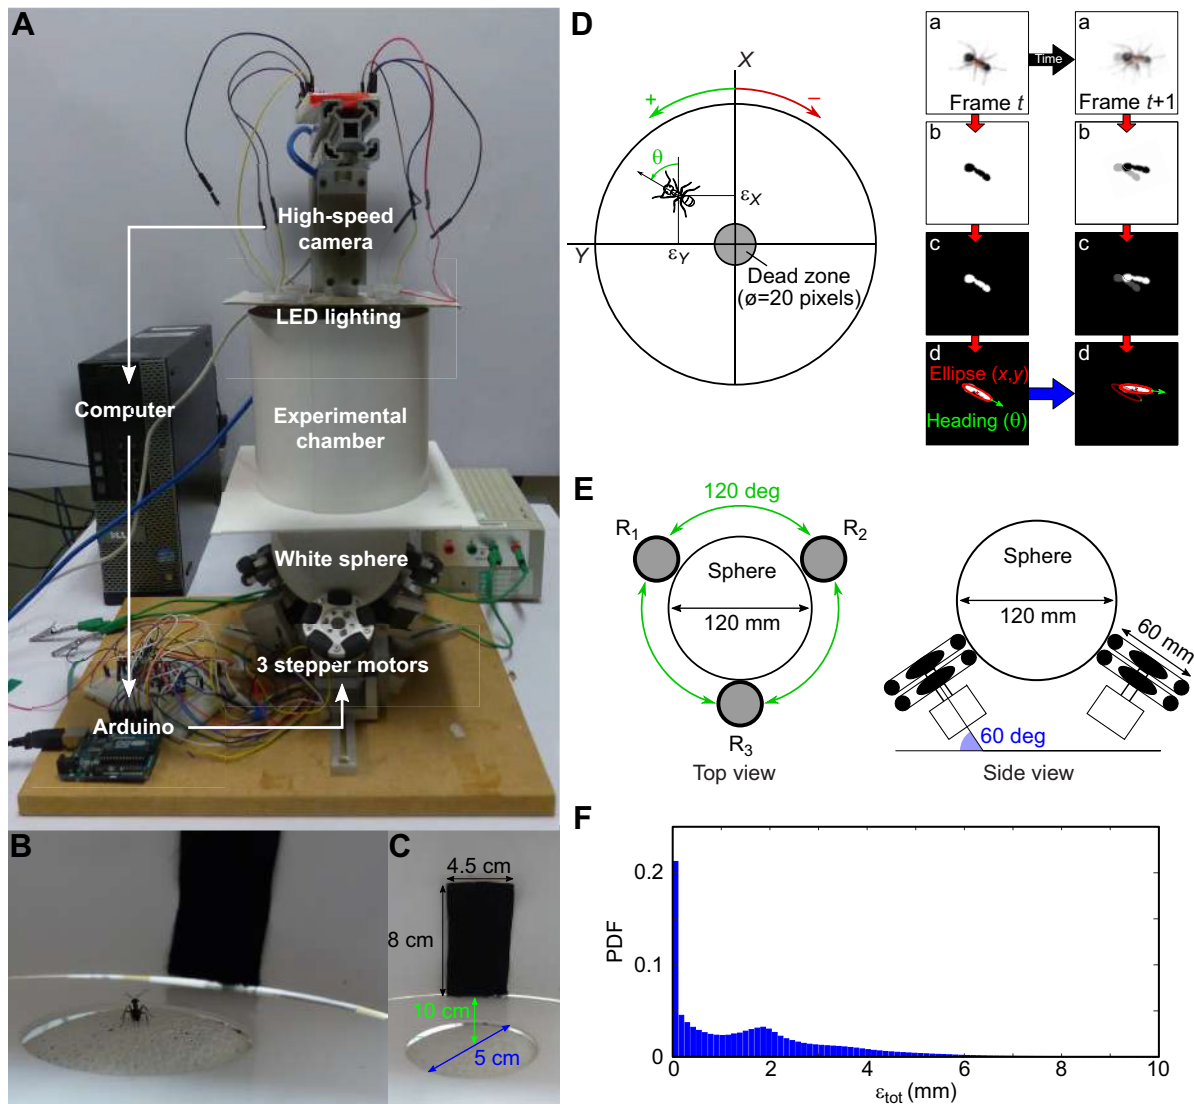 A
High-speed
camera
LED lighting
Computer
Experimental
chamber
White sphere
3 stepper motors
Arduino
B
C
4.5 cm
8 cm
10 cm
5 cm
D
X
+
−
θ
εX
Y
εY
Dead zone
(ø=20 pixels)
a
Frame t
Time
a
Frame t+1
b
b
c
c
d
Ellipse (x,y)
Heading (θ)
d
E
120 deg
R1
R2
Sphere
120 mm
R3
Top view
Sphere
120 mm
60 mm
60 deg
Side view
F
PDF
0.2
0.1
0
0
2
4
6
8
10
εtot (mm)